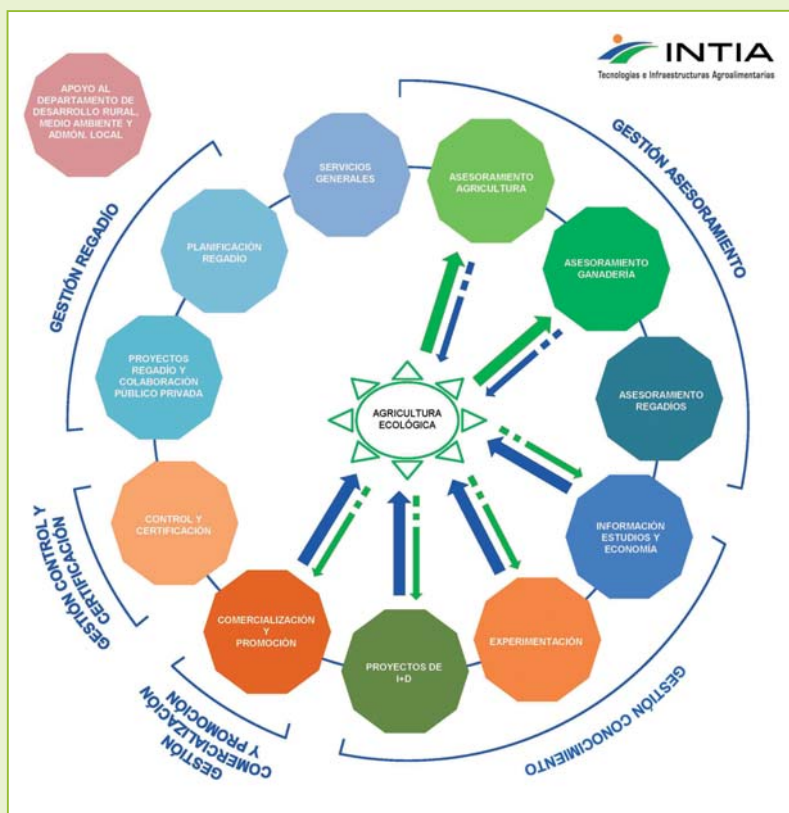 INTIA
Tecnologías e Infraestructuras Agroalimentarias
APOYO AL
DEPARTAMENTO DE
DESARROLLO RURAL,
MEDIO AMBIENTE Y
ADMÓN. LOCAL
GESTIÓN ASESORAMIENTO
SERVICIOS
GENERALES
ASESORAMIENTO
AGRICULTURA
GESTIÓN REGADÍO
PLANIFICACIÓN
REGADÍO
ASESORAMIENTO
GANADERÍA
PROYECTOS
REGADÍO Y
COLABORACIÓN
PÚBLICO PRIVADA
ASESORAMIENTO
REGADÍOS
AGRICULTURA
ECOLÓGICA
CONTROL Y
CERTIFICACIÓN
INFORMACIÓN
ESTUDIOS Y
ECONOMÍA
GESTIÓN CONTROL Y
CERTIFICACIÓN
COMERCIALIZACIÓN
Y
PROMOCIÓN
PROYECTOS DE
I+D
EXPERIMENTACIÓN
GESTIÓN
COMERCIALIZACIÓN
Y PROMOCIÓN
GESTIÓN CONOCIMIENTO